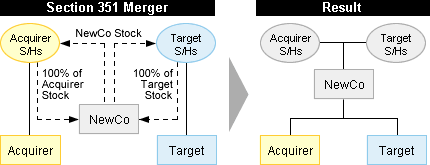 Section 351 Merger
Result
Acquirer
S/Hs
NewCo Stock
Target
S/Hs
100% of
Acquirer
Stock
100% of
Target
Stock
NewCo
Acquirer
Target
Acquirer
S/Hs
Target
S/Hs
NewCo
Acquirer
Target